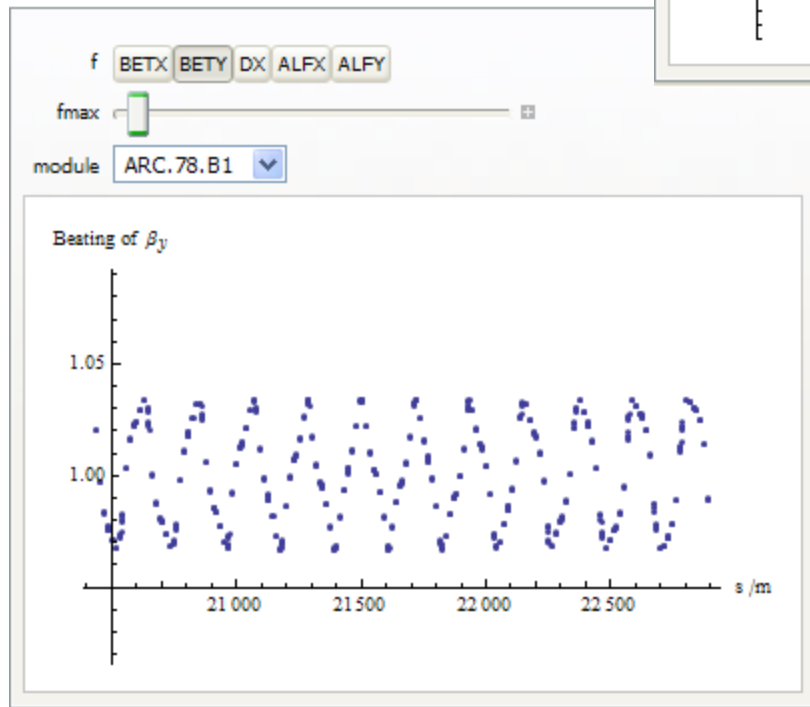 f BETX BETY DX ALFX ALFY
fmax
module ARC.78.B1
Beating of βy
1.05
1.00
s /m
21 000 21 500 22 000 22 500